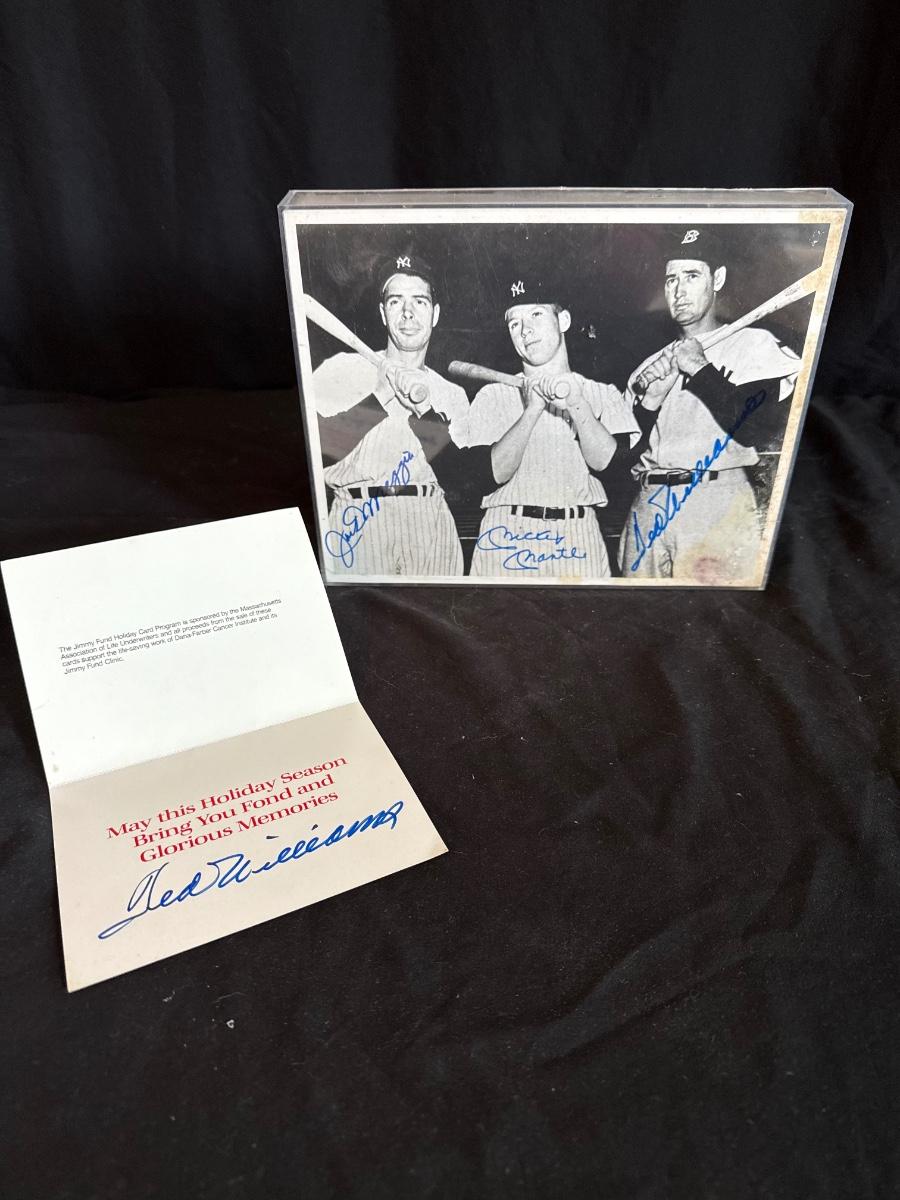 NY
NY
B
Joe DiMaggio
Mickey
Mantle
Ted Williams
The Jimmy Fund Holiday Card Program is sponsored by the Massachusetts
Association of Life Underwriters and all proceeds from the sale of these
cards support the life-saving work of Dana-Farber Cancer Institute and its
Jimmy Fund Clinic.
May this Holiday Season
Bring You Fond and
Glorious Memories
Ted Williams